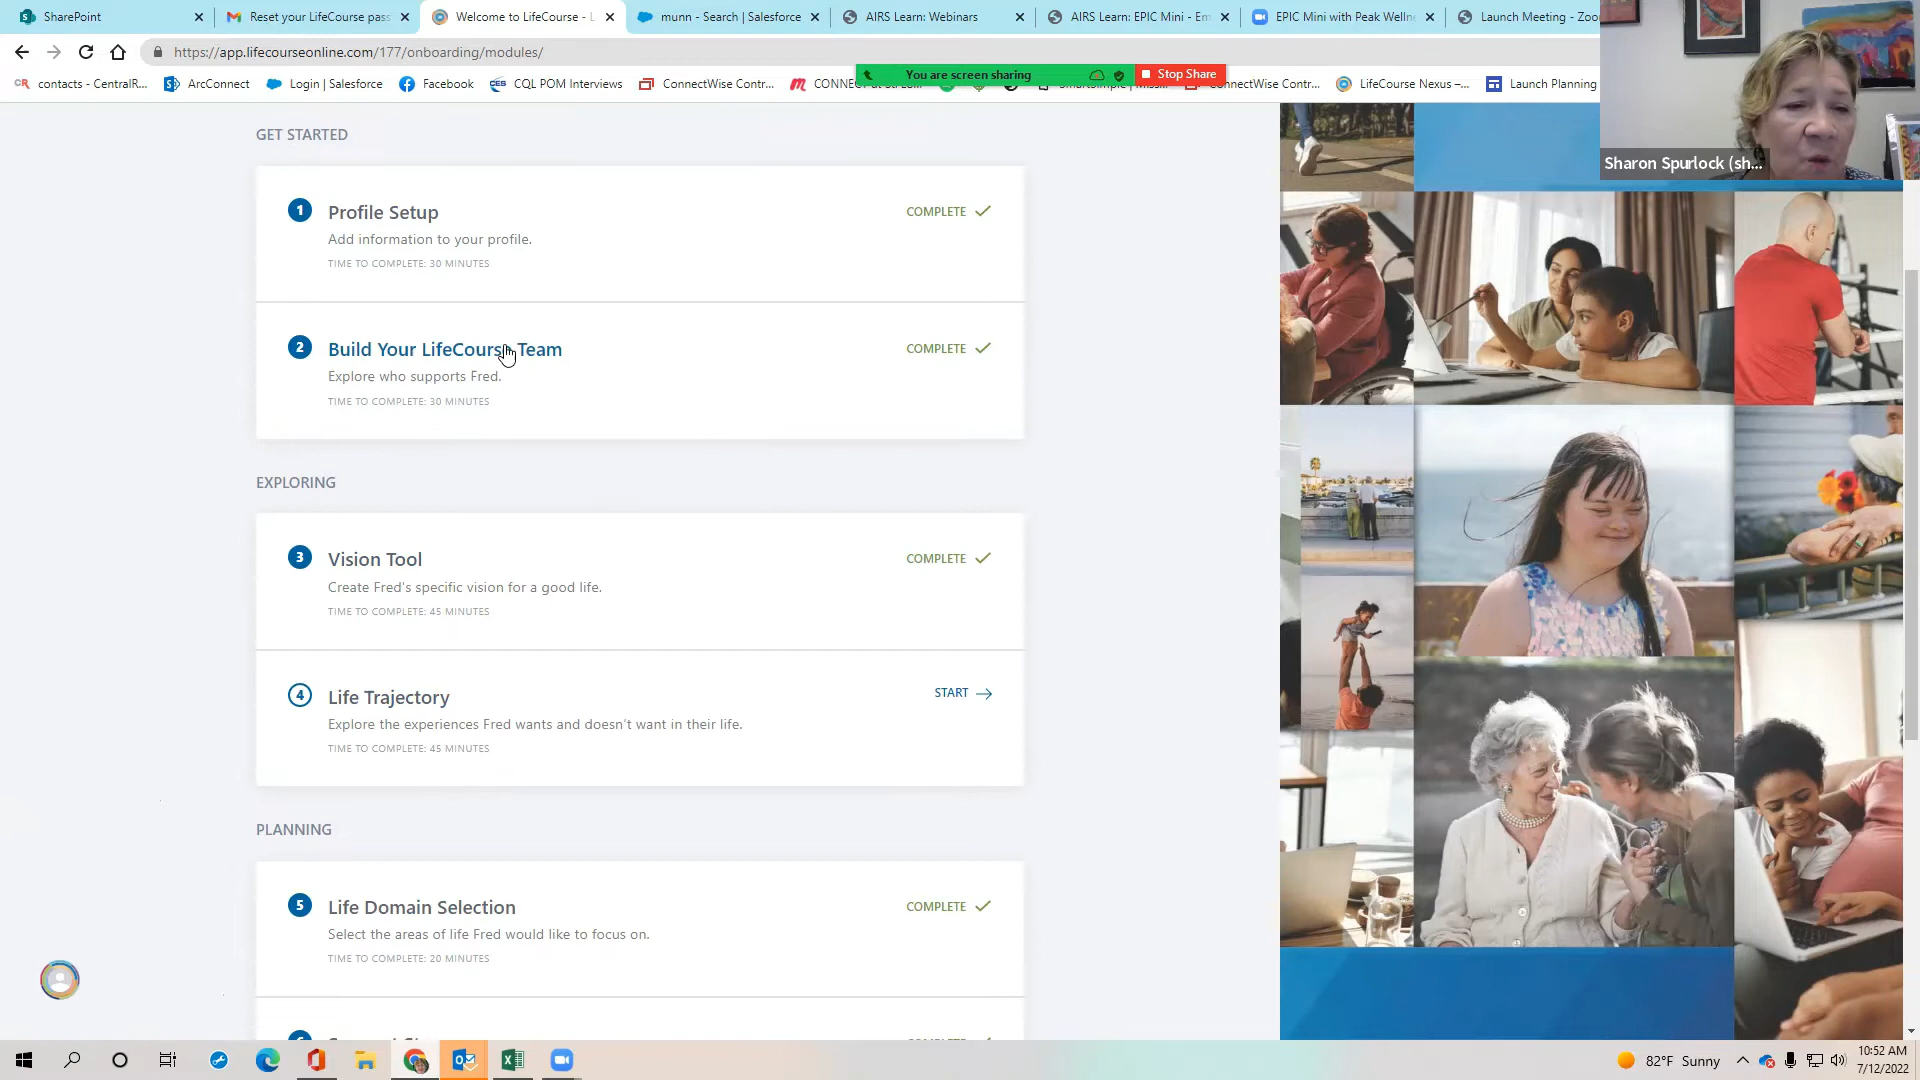 SharePoint
Reset your LifeCourse pass
Welcome to LifeCourse - L
munn - Search | Salesforce
AIRS Learn: Webinars
AIRS Learn: EPIC Mini - Em
EPIC Mini with Peak Wellne
Launch Meeting - Zoo
https://app.lifecourseonline.com/177/onboarding/modules/
You are screen sharing
Stop Share
contacts - CentralR...
ArcConnect
Login | Salesforce
Facebook
CQL POM Interviews
ConnectWise Contr...
LifeCourse Nexus –...
Launch Planning
Sharon Spurlock (sh...
GET STARTED
1
Profile Setup
COMPLETE
Add information to your profile.
TIME TO COMPLETE: 30 MINUTES
2
Build Your LifeCourse Team
COMPLETE
Explore who supports Fred.
TIME TO COMPLETE: 30 MINUTES
EXPLORING
3
Vision Tool
COMPLETE
Create Fred's specific vision for a good life.
TIME TO COMPLETE: 45 MINUTES
4
Life Trajectory
START
Explore the experiences Fred wants and doesn't want in their life.
TIME TO COMPLETE: 45 MINUTES
PLANNING
5
Life Domain Selection
COMPLETE
Select the areas of life Fred would like to focus on.
TIME TO COMPLETE: 20 MINUTES
82°F Sunny
10:52 AM
7/12/2022